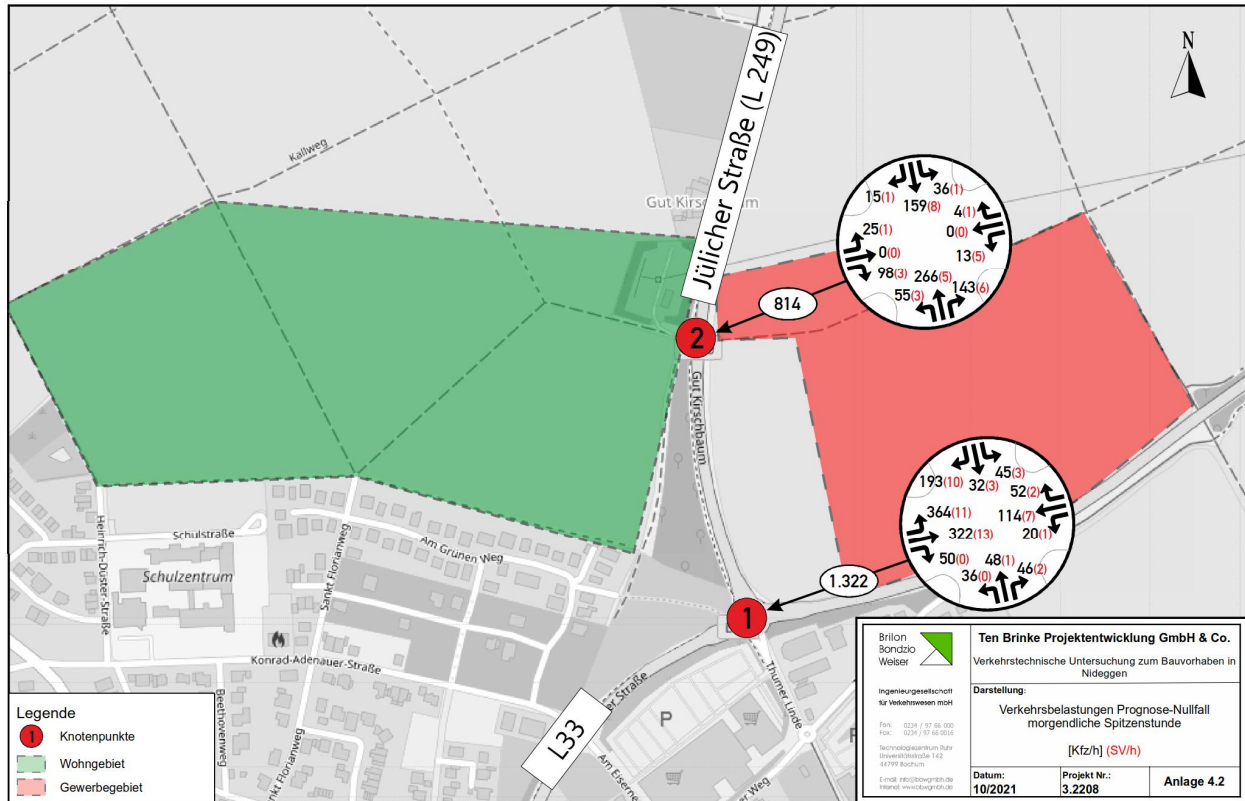 Kallweg
Gut Kirschbaum
Jülicher Straße (L 249)
N
15(1)
159(8)
36(1)
4(1)
0(0)
13(5)
25(1)
0(0)
98(3)
55(3)
266(5)
143(6)
814
2
Gut Kirschbaum
193(10)
32(3)
45(3)
52(2)
114(7)
20(1)
364(11)
322(13)
50(0)
36(0)
48(1)
46(2)
1.322
1
Schulstraße
Schulzentrum
Heinrich-Düster-Straße
Sankt Florianweg
Am Grünen Weg
Konrad-Adenauer-Straße
Beethovenweg
Sankt Florianweg
Straße
L33
P
Thurner Linde
Am Eiserne
Weg
Legende
1 Knotenpunkte
Wohngebiet
Gewerbegebiet
Brilon
Bondzio
Weiser
Ingenieurgesellschaft
für Verkehrswesen mbH
Fon: 0234 / 97 66 000
Fax: 0234 / 97 66 0016
Technologiezentrum Ruhr
Universitätsstraße 142
44799 Bochum
E-mail: info@bbwgmbh.de
Internet: www.bbwgmbh.de
Ten Brinke Projektentwicklung GmbH & Co.
Verkehrstechnische Untersuchung zum Bauvorhaben in
Nideggen
Darstellung:
Verkehrsbelastungen Prognose-Nullfall
morgendliche Spitzenstunde
[Kfz/h] (SV/h)
Datum:
10/2021
Projekt Nr.:
3.2208
Anlage 4.2